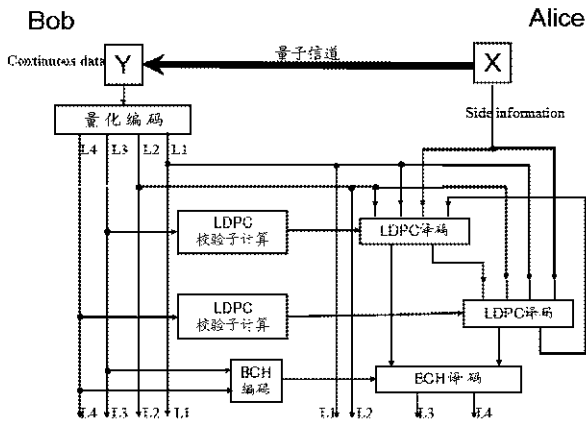 Bob
Alice
量子信道
Continuous data
Y
X
Side information
量化编码
L4 L3 L2 L1
LDPC
校验子计算
LDPC译码
LDPC
校验子计算
LDPC译码
BCH
编码
BCH译码
L4 L3 L2 L1
L1 L2 L3 L4